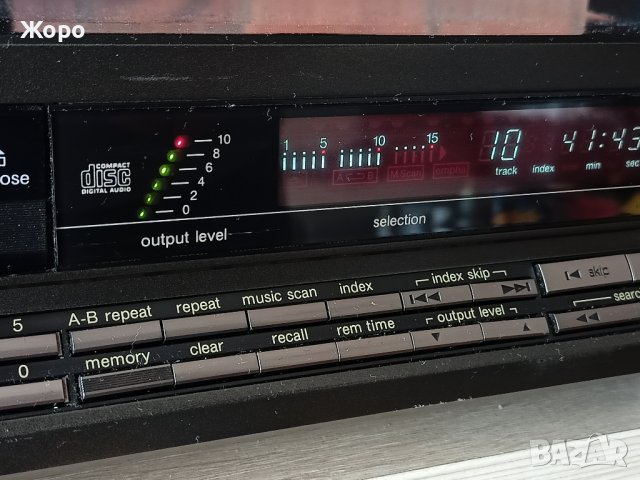 Жоро
ose
COMPACT
disc
DIGITAL AUDIO
10
8
6
4
2
0
output level
1 5 10 15
A B M.Scan
10 41:43
track index min sec
selection
5 A-B repeat repeat music scan index index skip skip
0 memory clear recall rem time output level search
BAZAR